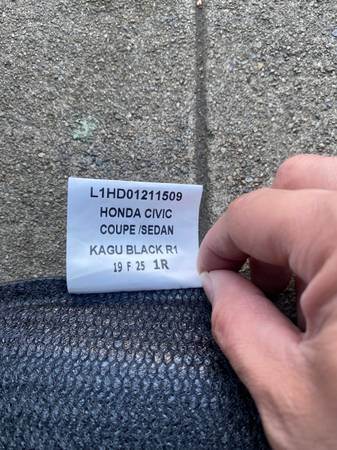 L1HD01211509
HONDA CIVIC
COUPE /SEDAN
KAGU BLACK R1
19 F 25 1R